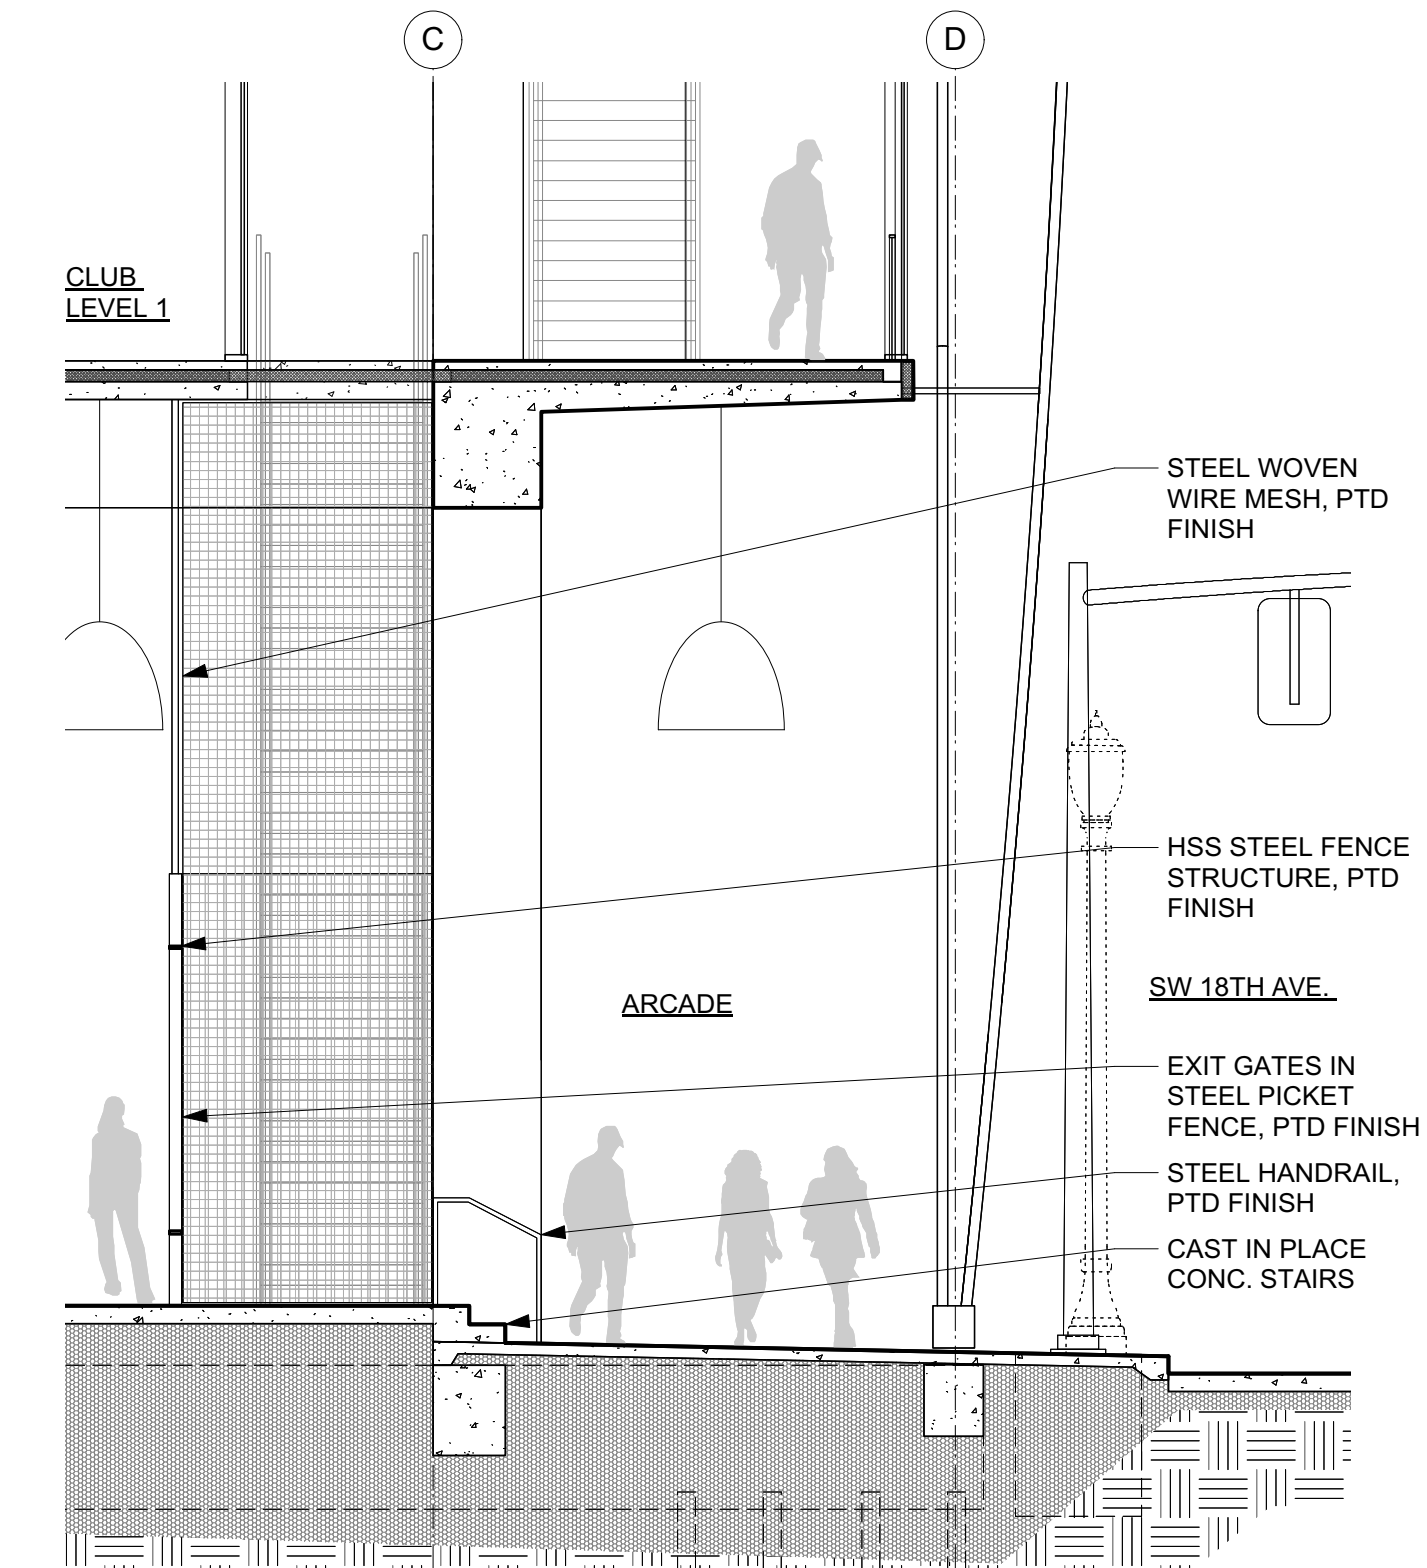 C
D
CLUB
LEVEL 1
STEEL WOVEN
WIRE MESH, PTD
FINISH
HSS STEEL FENCE
STRUCTURE, PTD
FINISH
ARCADE
SW 18TH AVE.
EXIT GATES IN
STEEL PICKET
FENCE, PTD FINISH
STEEL HANDRAIL,
PTD FINISH
CAST IN PLACE
CONC. STAIRS